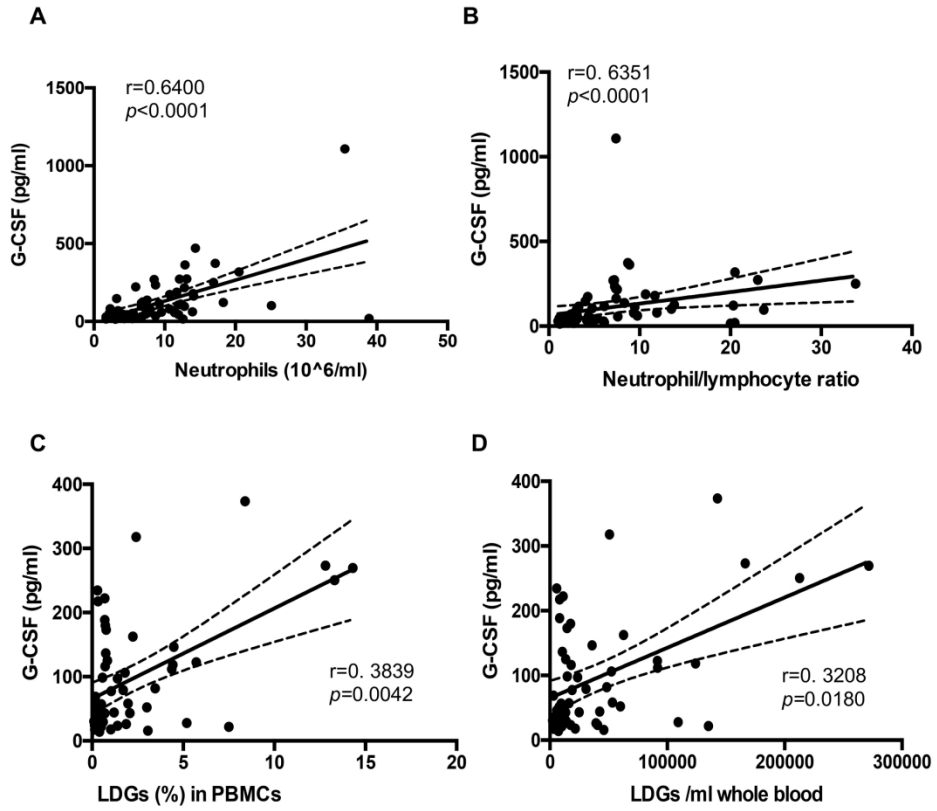 A
r=0.6400
p<0.0001
1500
1000
500
0
G-CSF (pg/ml)
0 10 20 30 40 50
Neutrophils (10^6/ml)
B
r=0. 6351
p<0.0001
1500
1000
500
0
G-CSF (pg/ml)
0 10 20 30 40
Neutrophil/lymphocyte ratio
C
400
300
200
100
0
G-CSF (pg/ml)
r=0. 3839
p=0.0042
0 5 10 15 20
LDGs (%) in PBMCs
D
400
300
200
100
0
G-CSF (pg/ml)
r=0. 3208
p=0.0180
0 100000 200000 300000
LDGs /ml whole blood